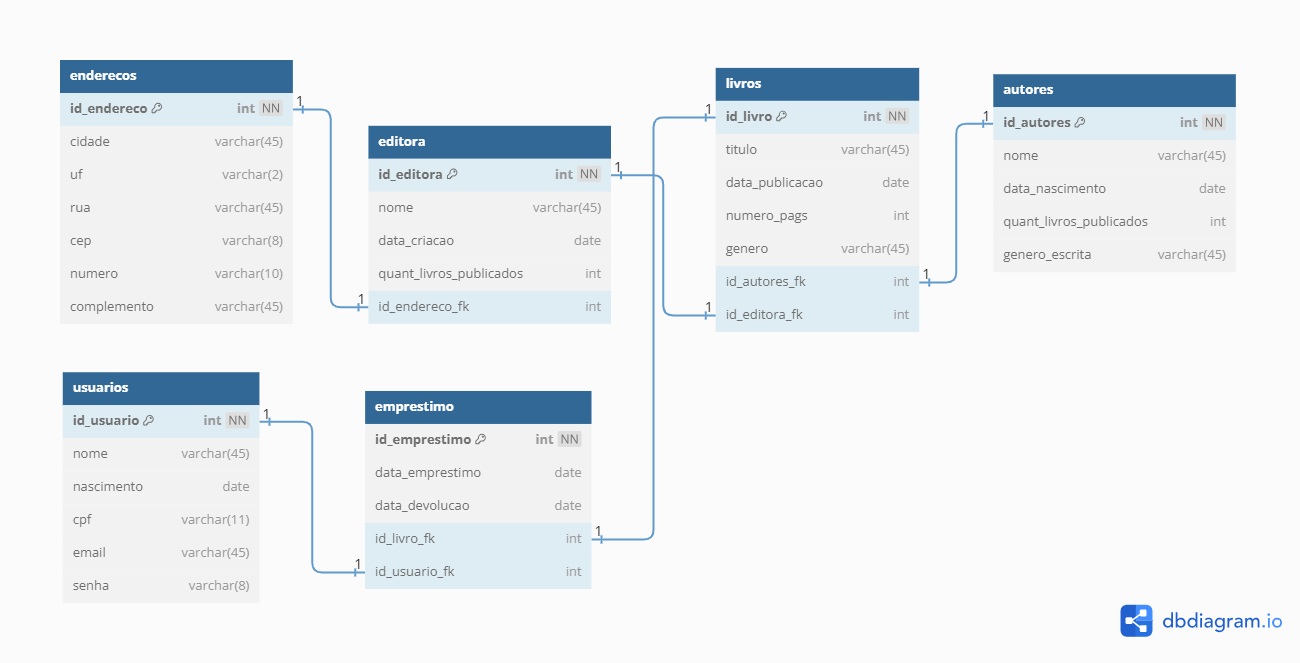 enderecos
id_endereco int NN
cidade varchar(45)
uf varchar(2)
rua varchar(45)
cep varchar(8)
numero varchar(10)
complemento varchar(45)
1
1
editora
id_editora int NN
nome varchar(45)
data_criacao date
quant_livros_publicados int
id_endereco_fk int
1
1
livros
id_livro int NN
titulo varchar(45)
data_publicacao date
numero_pags int
genero varchar(45)
id_autores_fk int
id_editora_fk int
1
1
1
autores
id_autores int NN
nome varchar(45)
data_nascimento date
quant_livros_publicados int
genero_escrita varchar(45)
usuarios
id_usuario int NN
nome varchar(45)
nascimento date
cpf varchar(11)
email varchar(45)
senha varchar(8)
1
1
emprestimo
id_emprestimo int NN
data_emprestimo date
data_devolucao date
id_livro_fk int
id_usuario_fk int
1
dbdiagram.io